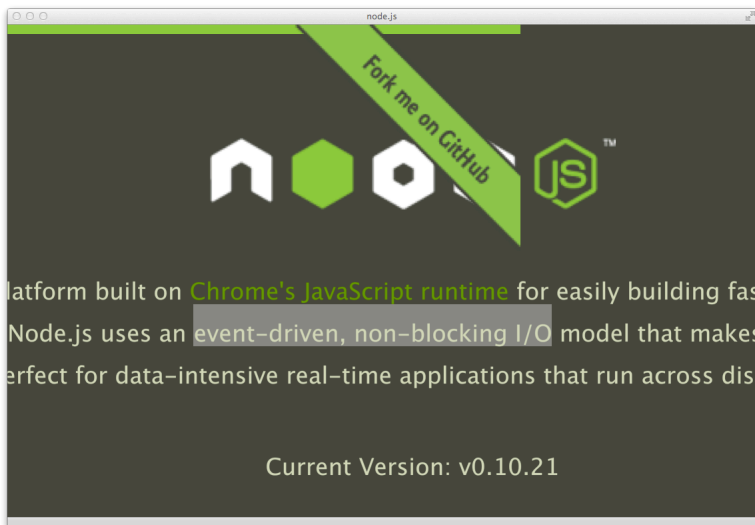 node.js
Fork me on GitHub
JS™
latform built on Chrome's JavaScript runtime for easily building fas
Node.js uses an event-driven, non-blocking I/O model that makes
erfect for data-intensive real-time applications that run across dis
Current Version: v0.10.21